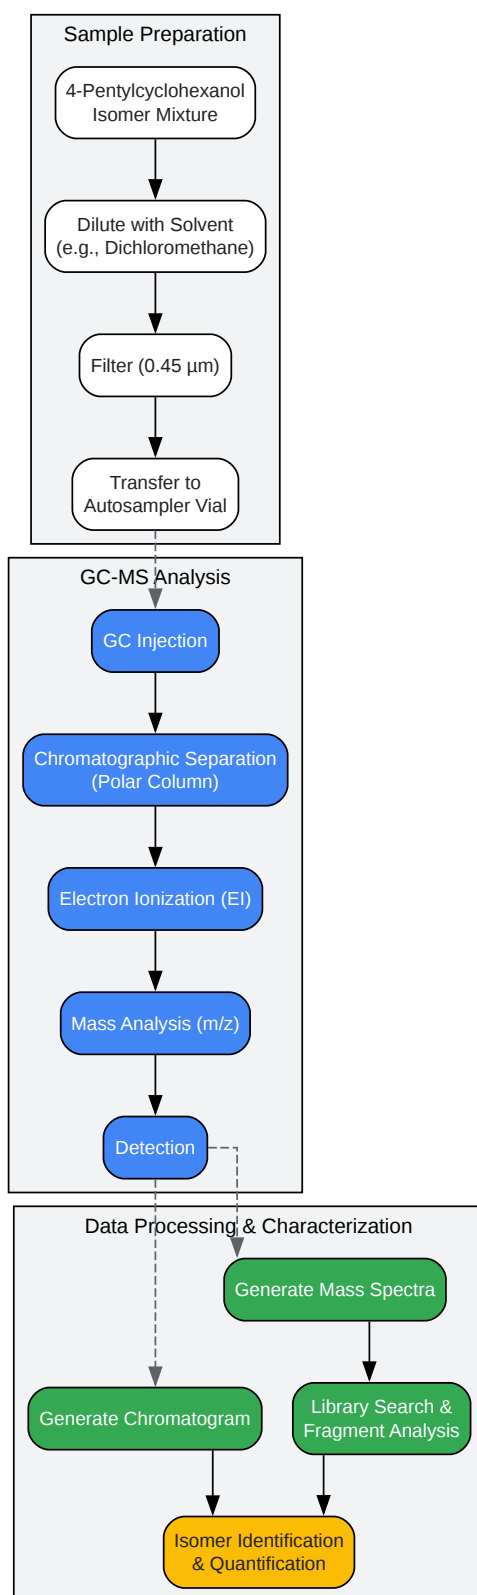 Sample Preparation
4-Pentylcyclohexanol
Isomer Mixture
Dilute with Solvent
(e.g., Dichloromethane)
Filter (0.45 µm)
Transfer to
Autosampler Vial
GC-MS Analysis
GC Injection
Chromatographic Separation
(Polar Column)
Electron Ionization (EI)
Mass Analysis (m/z)
Detection
Data Processing & Characterization
Generate Mass Spectra
Generate Chromatogram
Library Search &
Fragment Analysis
Isomer Identification
& Quantification